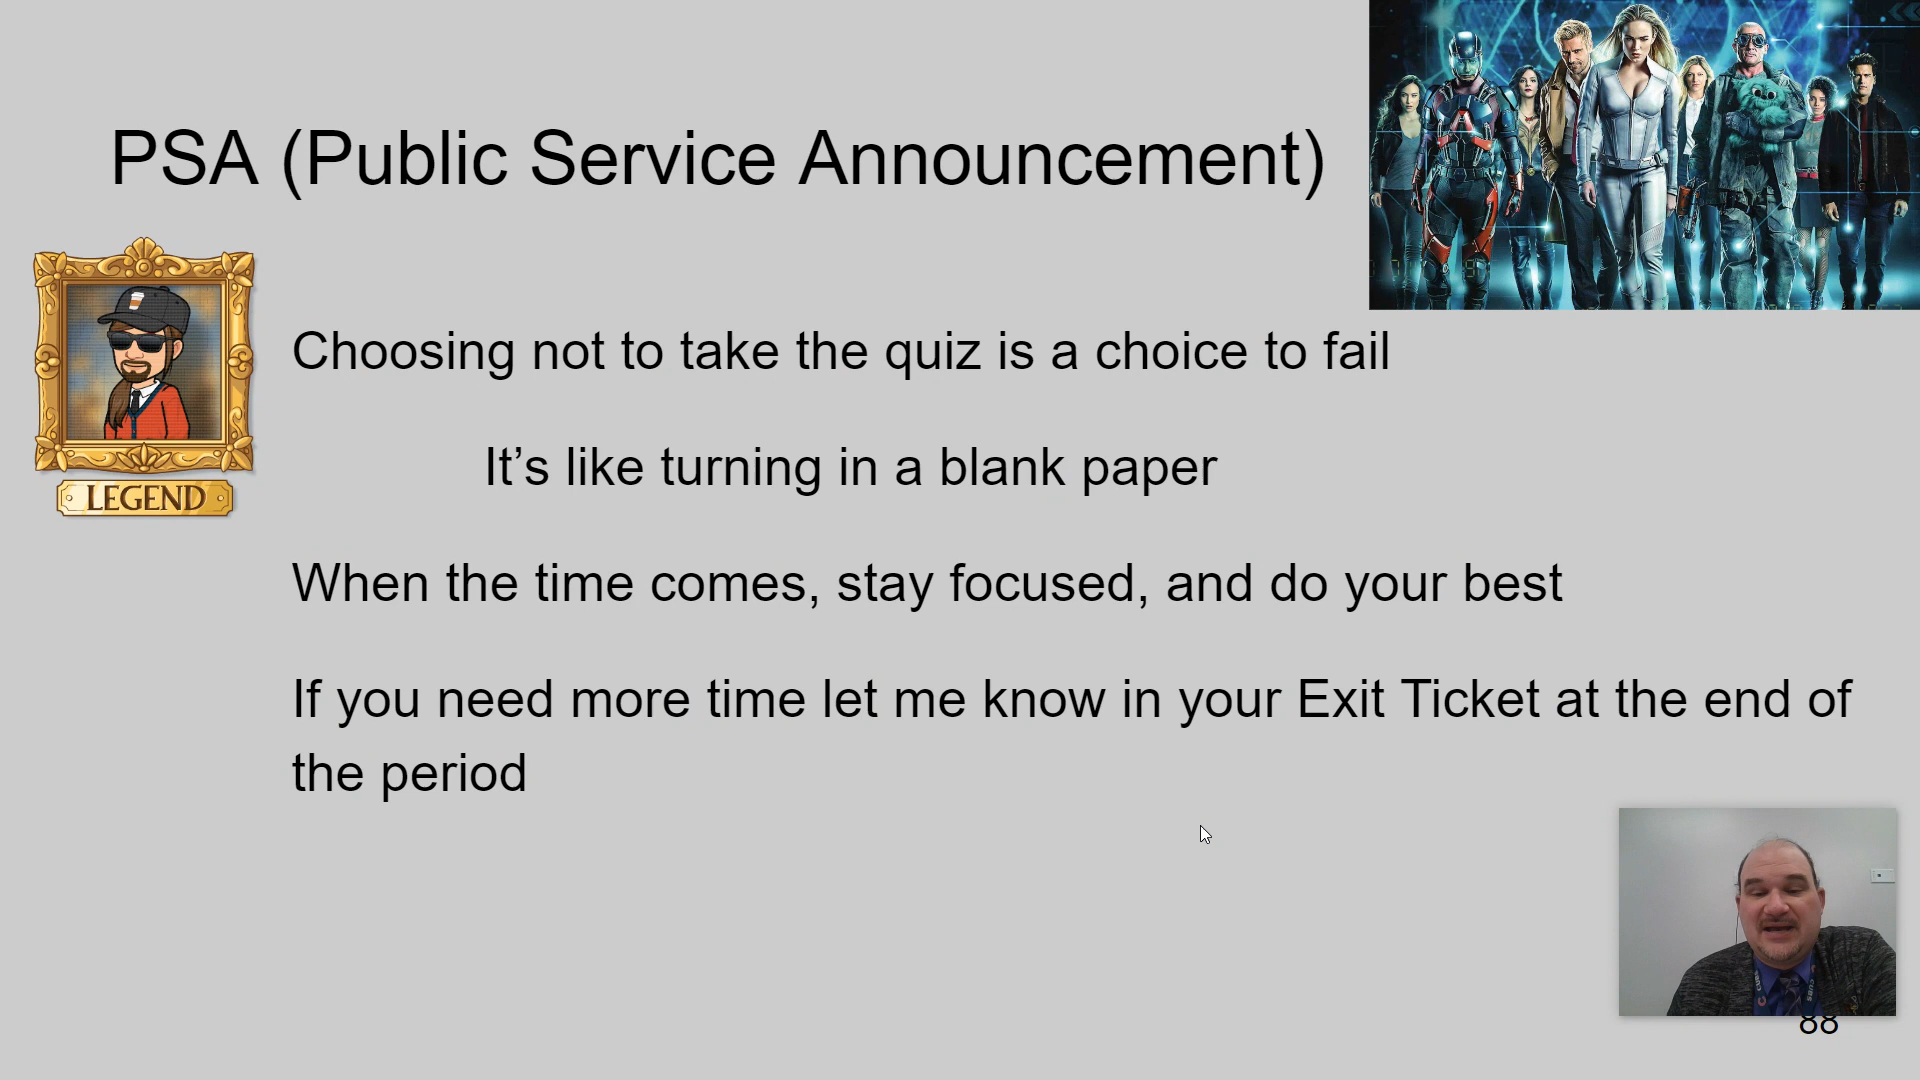 PSA (Public Service Announcement)
LEGEND
Choosing not to take the quiz is a choice to fail
It’s like turning in a blank paper
When the time comes, stay focused, and do your best
If you need more time let me know in your Exit Ticket at the end of
the period
CUBS
88